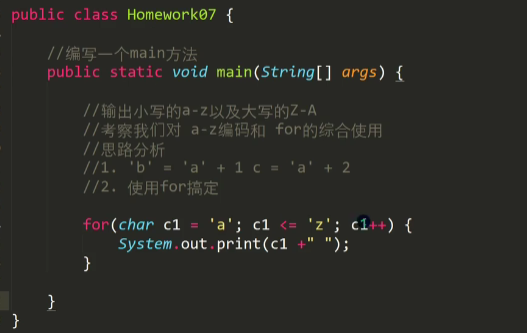 public class Homework07 {
//编写一个main方法
public static void main(String[] args) {
//输出小写的a-z以及大写的Z-A
//考察我们对 a-z编码和 for的综合使用
//思路分析
//1. 'b' = 'a' + 1 c = 'a' + 2
//2. 使用for搞定
for(char c1 = 'a'; c1 <= 'z'; c1++) {
System.out.print(c1 +" ");
}
}
}